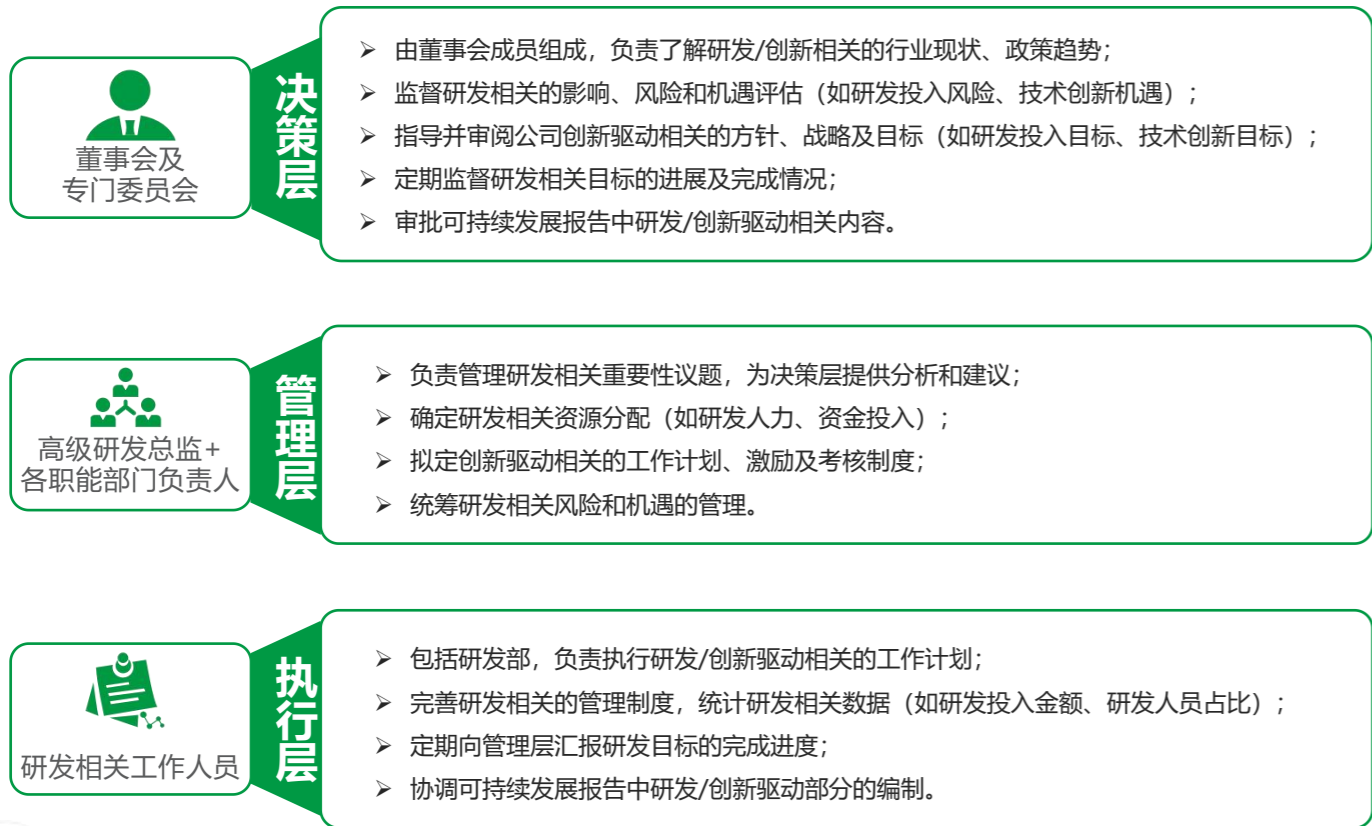 董事会及
专门委员会
决策层
➢ 由董事会成员组成，负责了解研发/创新相关的行业现状、政策趋势；
➢ 监督研发相关的影响、风险和机遇评估（如研发投入风险、技术创新机遇）；
➢ 指导并审阅公司创新驱动相关的方针、战略及目标（如研发投入目标、技术创新目标）；
➢ 定期监督研发相关目标的进展及完成情况；
➢ 审批可持续发展报告中研发/创新驱动相关内容。
高级研发总监+
各职能部门负责人
管理层
➢ 负责管理研发相关重要性议题，为决策层提供分析和建议；
➢ 确定研发相关资源分配（如研发人力、资金投入）；
➢ 拟定创新驱动相关的工作计划、激励及考核制度；
➢ 统筹研发相关风险和机遇的管理。
研发相关工作人员
执行层
➢ 包括研发部，负责执行研发/创新驱动相关的工作计划；
➢ 完善研发相关的管理制度，统计研发相关数据（如研发投入金额、研发人员占比）；
➢ 定期向管理层汇报研发目标的完成进度；
➢ 协调可持续发展报告中研发/创新驱动部分的编制。